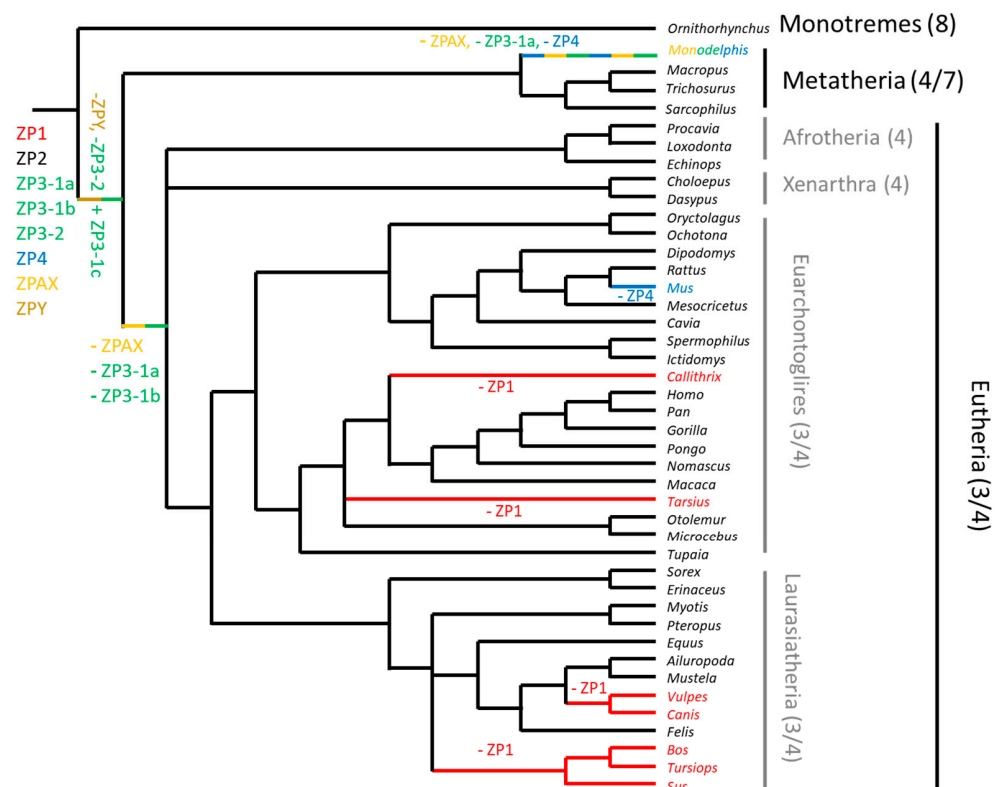 Ornithorhynchus
Monotremes (8)
- ZPAX, - ZP3-1a, - ZP4
Monodelphis
Macropus
Trichosurus
Sarcophilus
Metatheria (4/7)
ZP1
ZP2
ZP3-1a
ZP3-1b
ZP3-2
ZP4
ZPAX
ZPY
-ZPY, -ZP3-2 + ZP3-1c
- ZPAX
- ZP3-1a
- ZP3-1b
Procavia
Loxodonta
Echinops
Afrotheria (4)
Choloepus
Dasypus
Xenarthra (4)
Oryctolagus
Ochotona
Dipodomys
Rattus
Mus
- ZP4
Mesocricetus
Cavia
Spermophilus
Ictidomys
Callithrix
- ZP1
Homo
Pan
Gorilla
Pongo
Nomascus
Macaca
Tarsius
- ZP1
Otolemur
Microcebus
Tupaia
Euarchontoglires (3/4)
Sorex
Erinaceus
Myotis
Pteropus
Equus
Ailuropoda
Mustela
- ZP1
Vulpes
Canis
Felis
- ZP1
Bos
Tursiops
Sus
Laurasiatheria (3/4)
Eutheria (3/4)